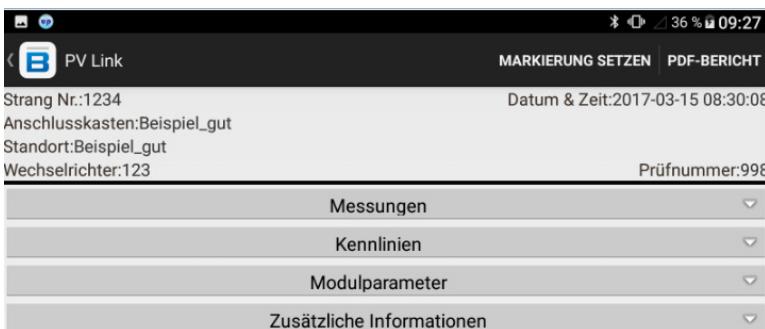 36 % 09:27
B PV Link MARKIERUNG SETZEN PDF-BERICHT
Strang Nr.:1234 Datum & Zeit:2017-03-15 08:30:08
Anschlusskasten:Beispiel_gut
Standort:Beispiel_gut
Wechselrichter:123 Prüfnummer:998
Messungen
Kennlinien
Modulparameter
Zusätzliche Informationen